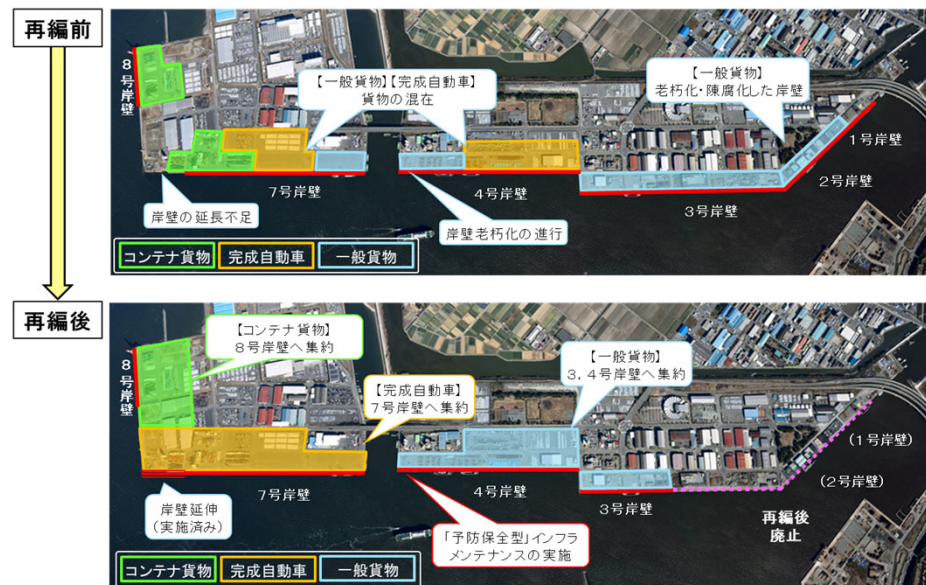 再編前
8号岸壁
【一般貨物】【完成自動車】
貨物の混在
【一般貨物】
老朽化・陳腐化した岸壁
1号岸壁
2号岸壁
3号岸壁
4号岸壁
7号岸壁
岸壁の延長不足
岸壁老朽化の進行
コンテナ貨物
完成自動車
一般貨物
再編後
8号岸壁
【コンテナ貨物】
8号岸壁へ集約
【完成自動車】
7号岸壁へ集約
【一般貨物】
3,4号岸壁へ集約
(1号岸壁)
(2号岸壁)
7号岸壁
4号岸壁
3号岸壁
再編後
廃止
岸壁延伸
(実施済み)
「予防保全型」インフラ
メンテナンスの実施
コンテナ貨物
完成自動車
一般貨物